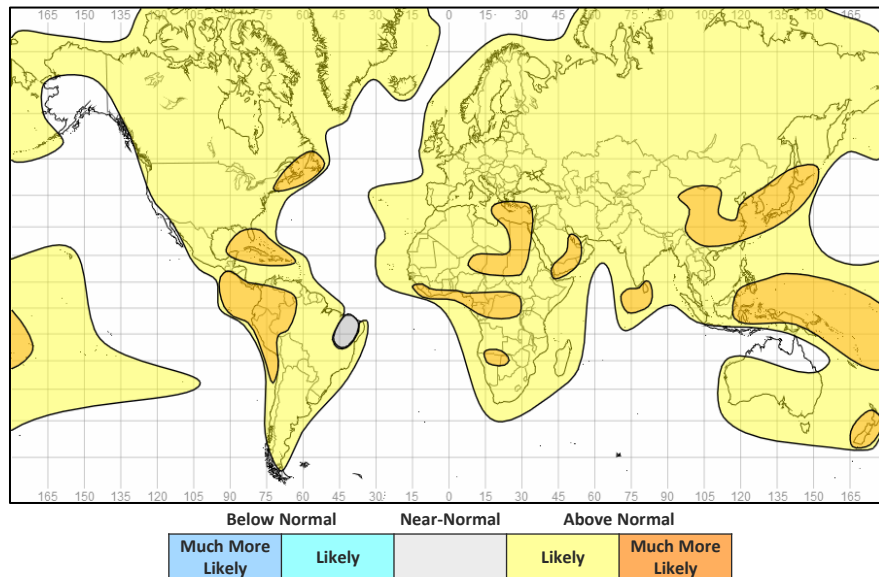 165 135 105 90 75 60 45 30 15 0 15 30 45 60 75 90 105 120 135 150 165
165 150 135 120 105 90 75 60 45 30 15 0 15 30 45 60 75 90 105 120 135 150 165
Below Normal Near-Normal Above Normal
Much More Likely Likely Likely Much More Likely